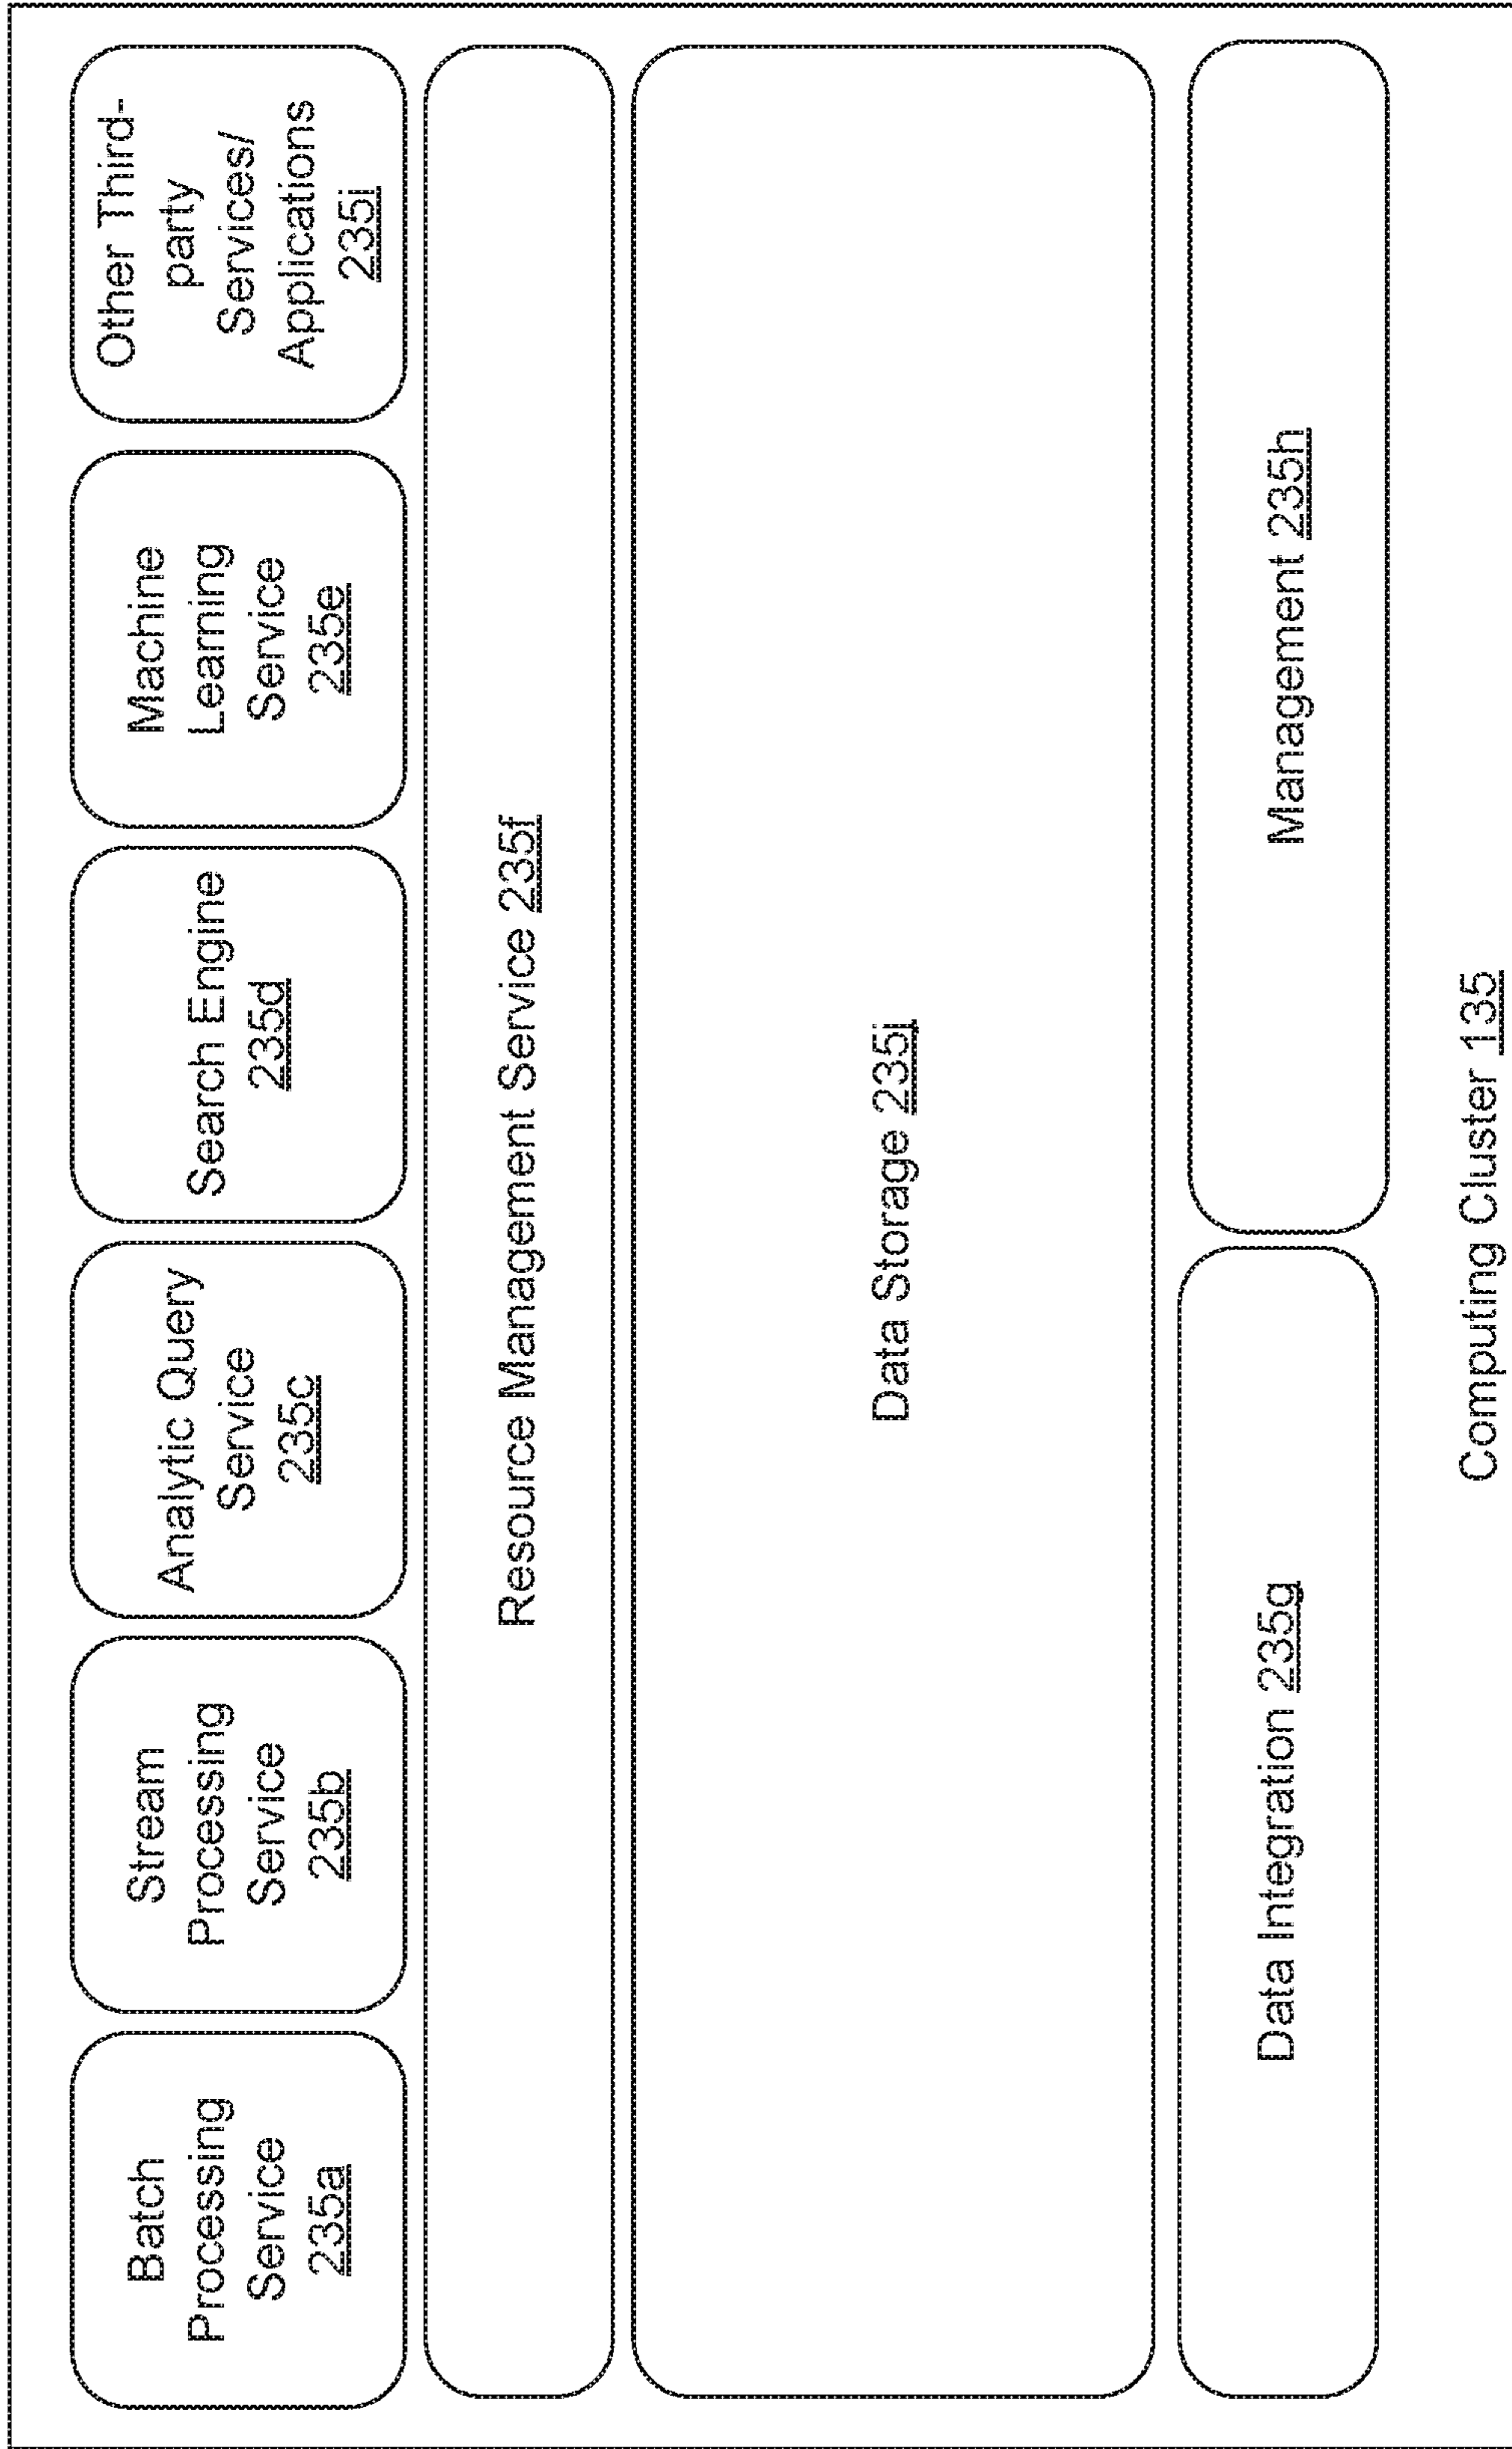 Batch
Processing
Service
235a
Stream
Processing
Service
235b
Analytic Query
Service
235c
Search Engine
235d
Machine
Learning
Service
235e
Other Third-
party
Services/
Applications
235i
Resource Management Service 235f
Data Storage 235j
Data Integration 235g
Management 235h
Computing Cluster 135